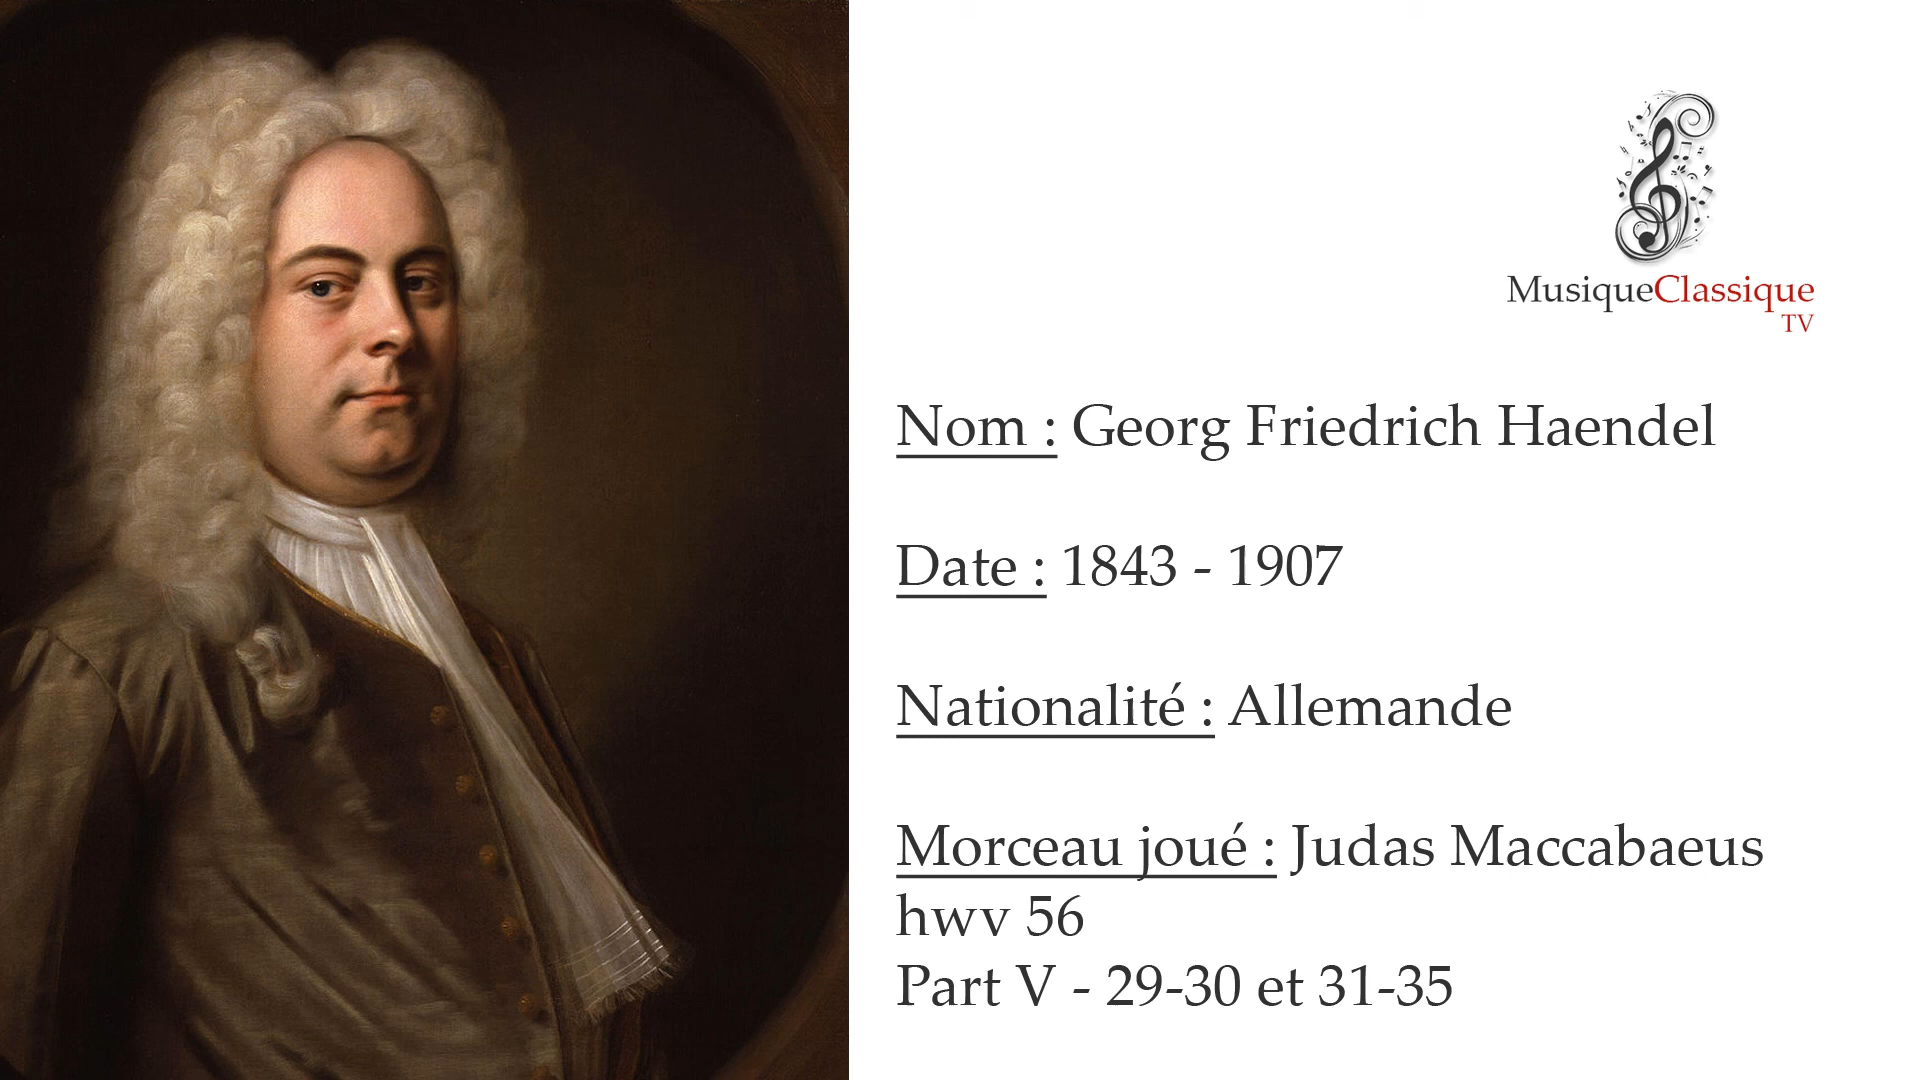 MusiqueClassique
TV
Nom : Georg Friedrich Haendel
Date : 1843 - 1907
Nationalité : Allemande
Morceau joué : Judas Maccabaeus
hwv 56
Part V - 29-30 et 31-35